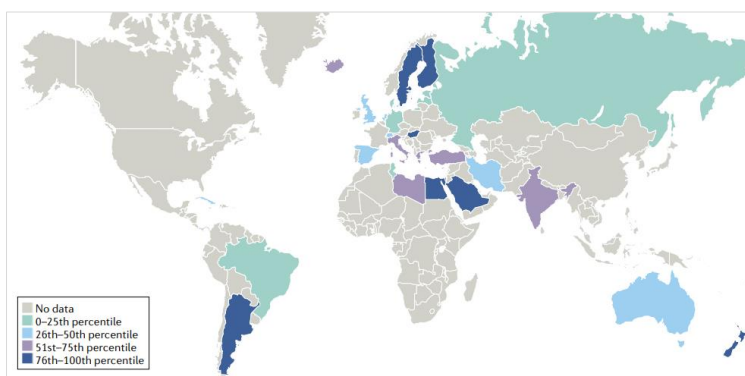 No data
0–25th percentile
26th–50th percentile
51st–75th percentile
76th–100th percentile